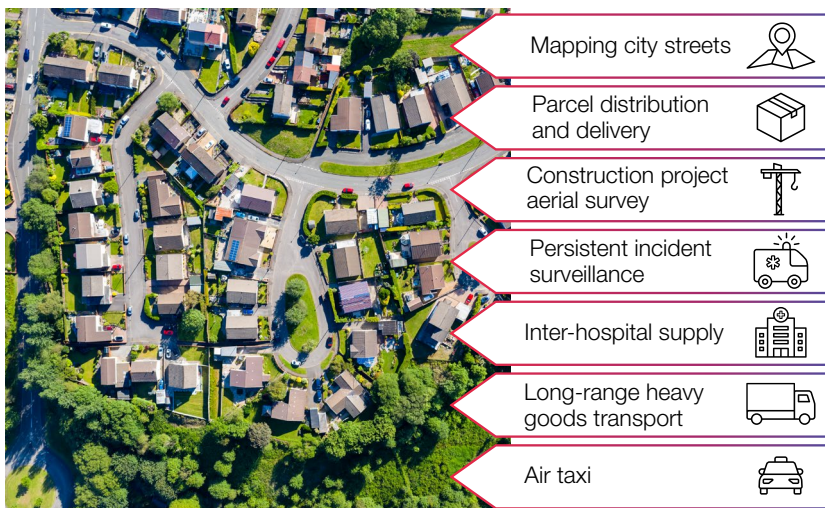 Mapping city streets
Parcel distribution
and delivery
Construction project
aerial survey
Persistent incident
surveillance
Inter-hospital supply
Long-range heavy
goods transport
Air taxi